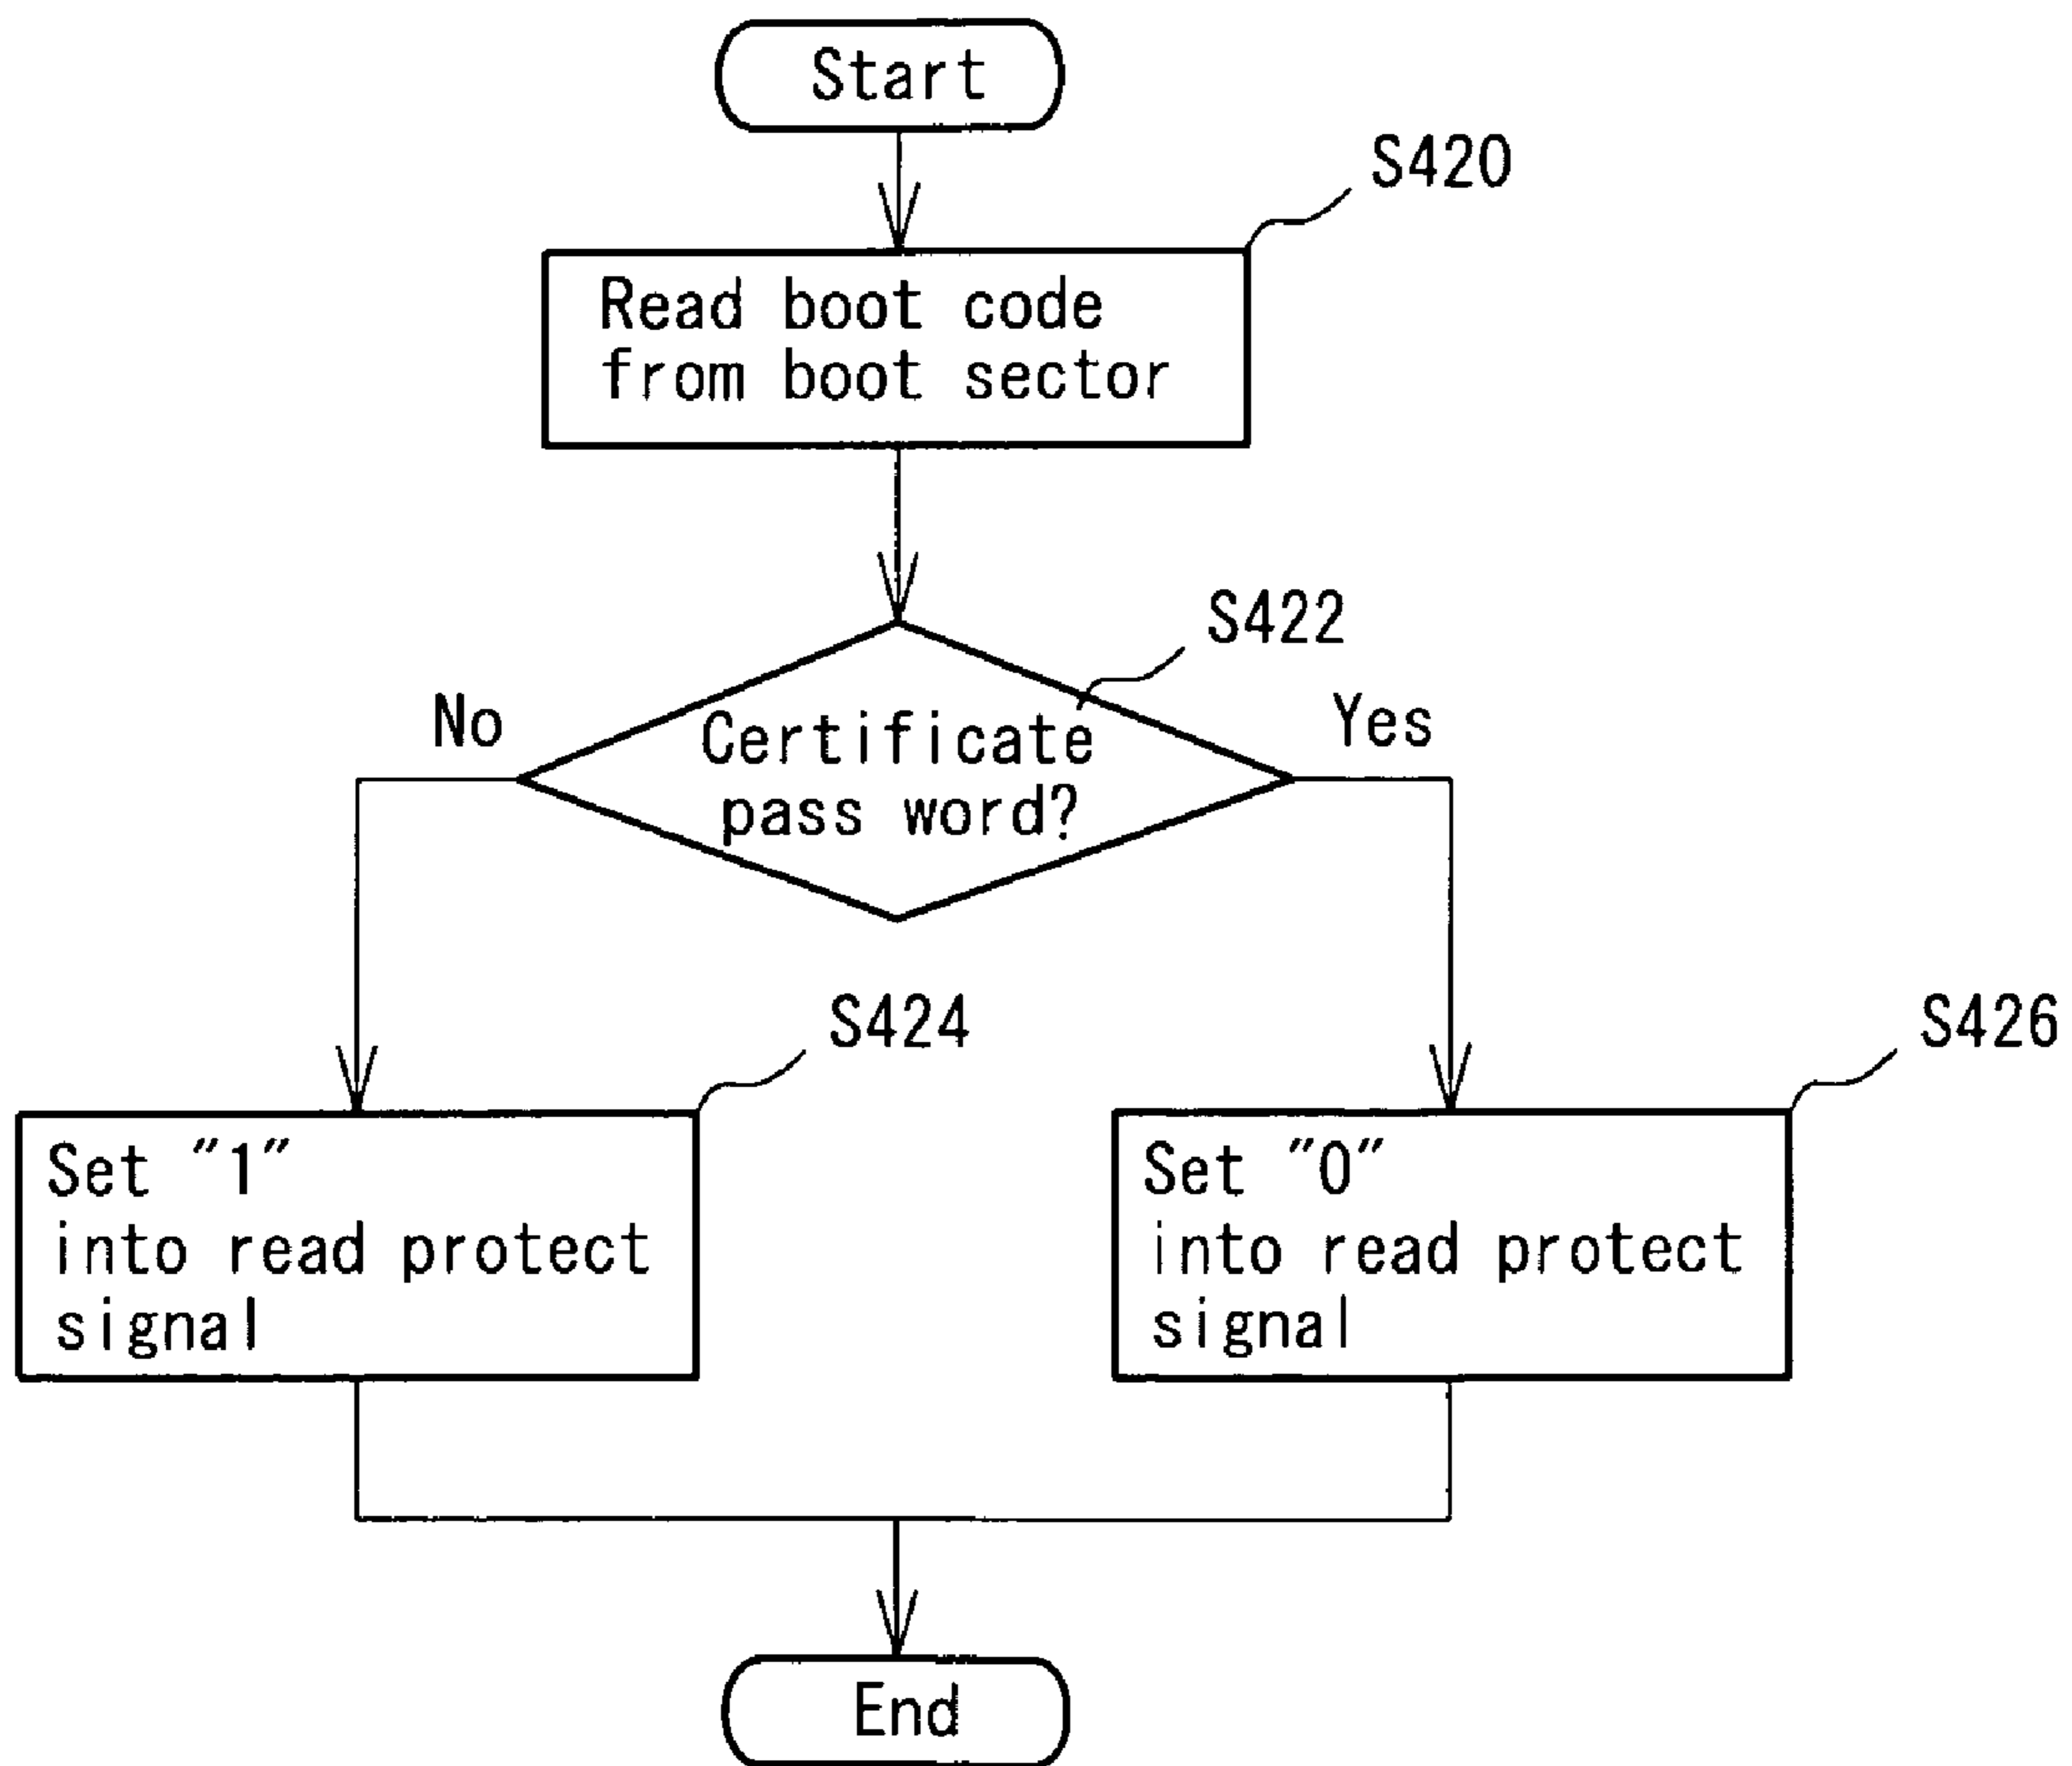 Start
S420
Read boot code
from boot sector
S422
No
Certificate
pass word?
Yes
S424
S426
Set "1"
into read protect
signal
Set "0"
into read protect
signal
End